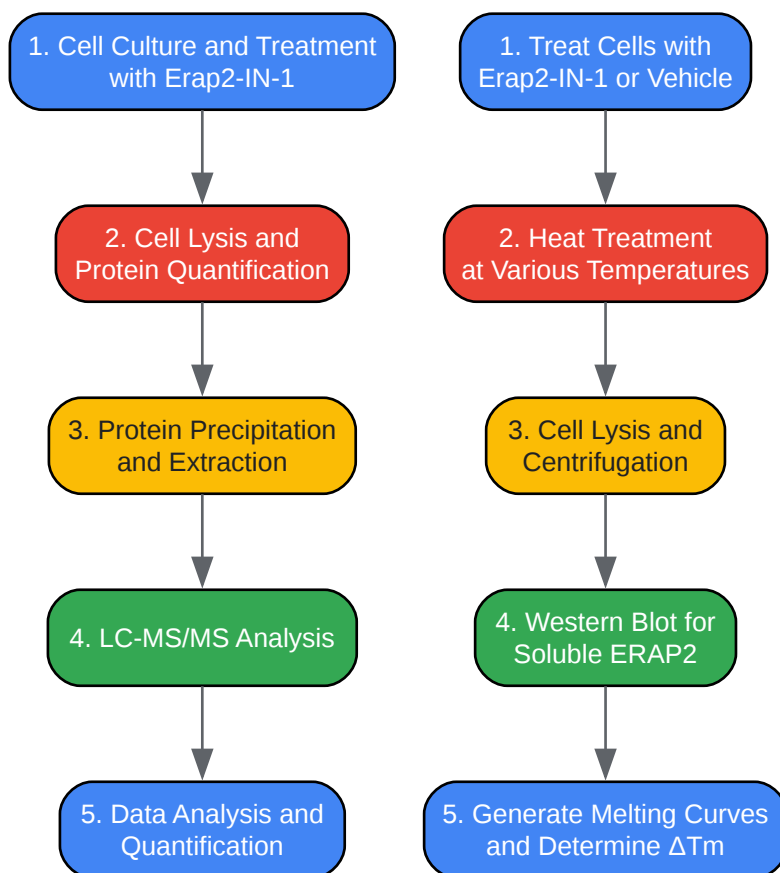 1. Cell Culture and Treatment
with Erap2-IN-1
2. Cell Lysis and
Protein Quantification
3. Protein Precipitation
and Extraction
4. LC-MS/MS Analysis
5. Data Analysis and
Quantification
1. Treat Cells with
Erap2-IN-1 or Vehicle
2. Heat Treatment
at Various Temperatures
3. Cell Lysis and
Centrifugation
4. Western Blot for
Soluble ERAP2
5. Generate Melting Curves
and Determine ΔTm